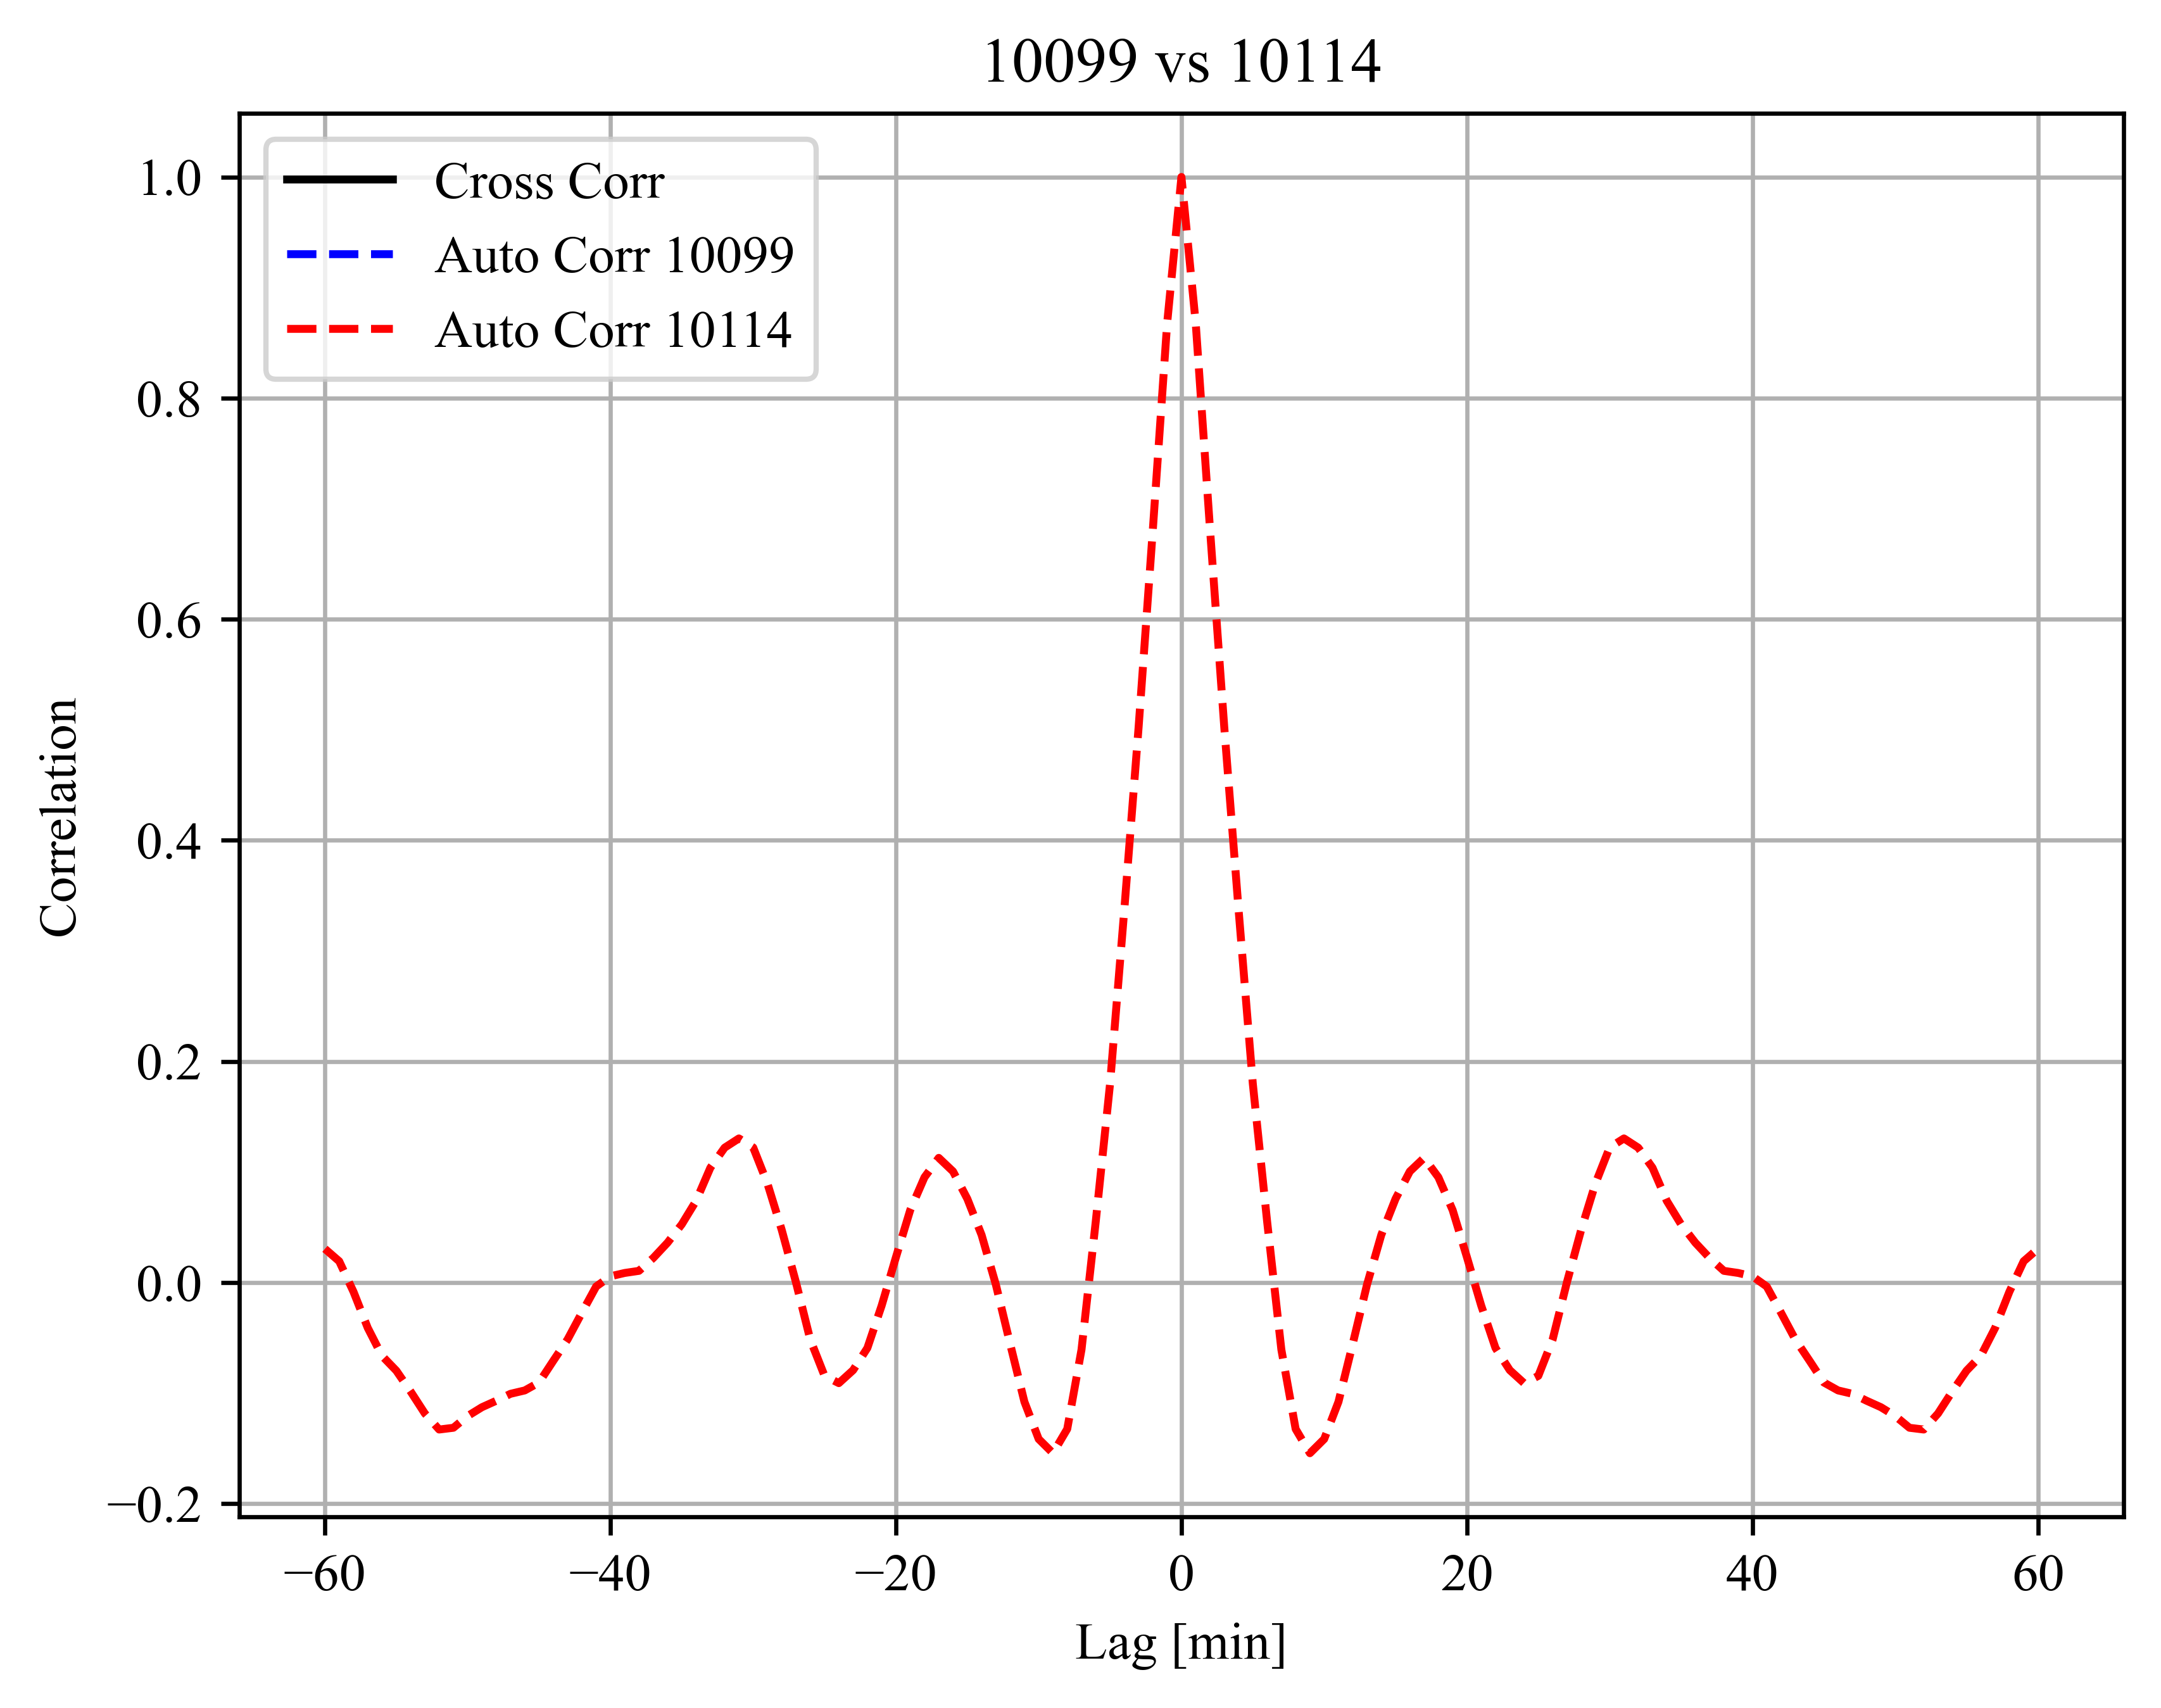 10099 vs 10114
Cross Corr
Auto Corr 10099
Auto Corr 10114
1.0
0.8
0.6
0.4
0.2
0.0
−0.2
Correlation
−60 −40 −20 0 20 40 60
Lag [min]